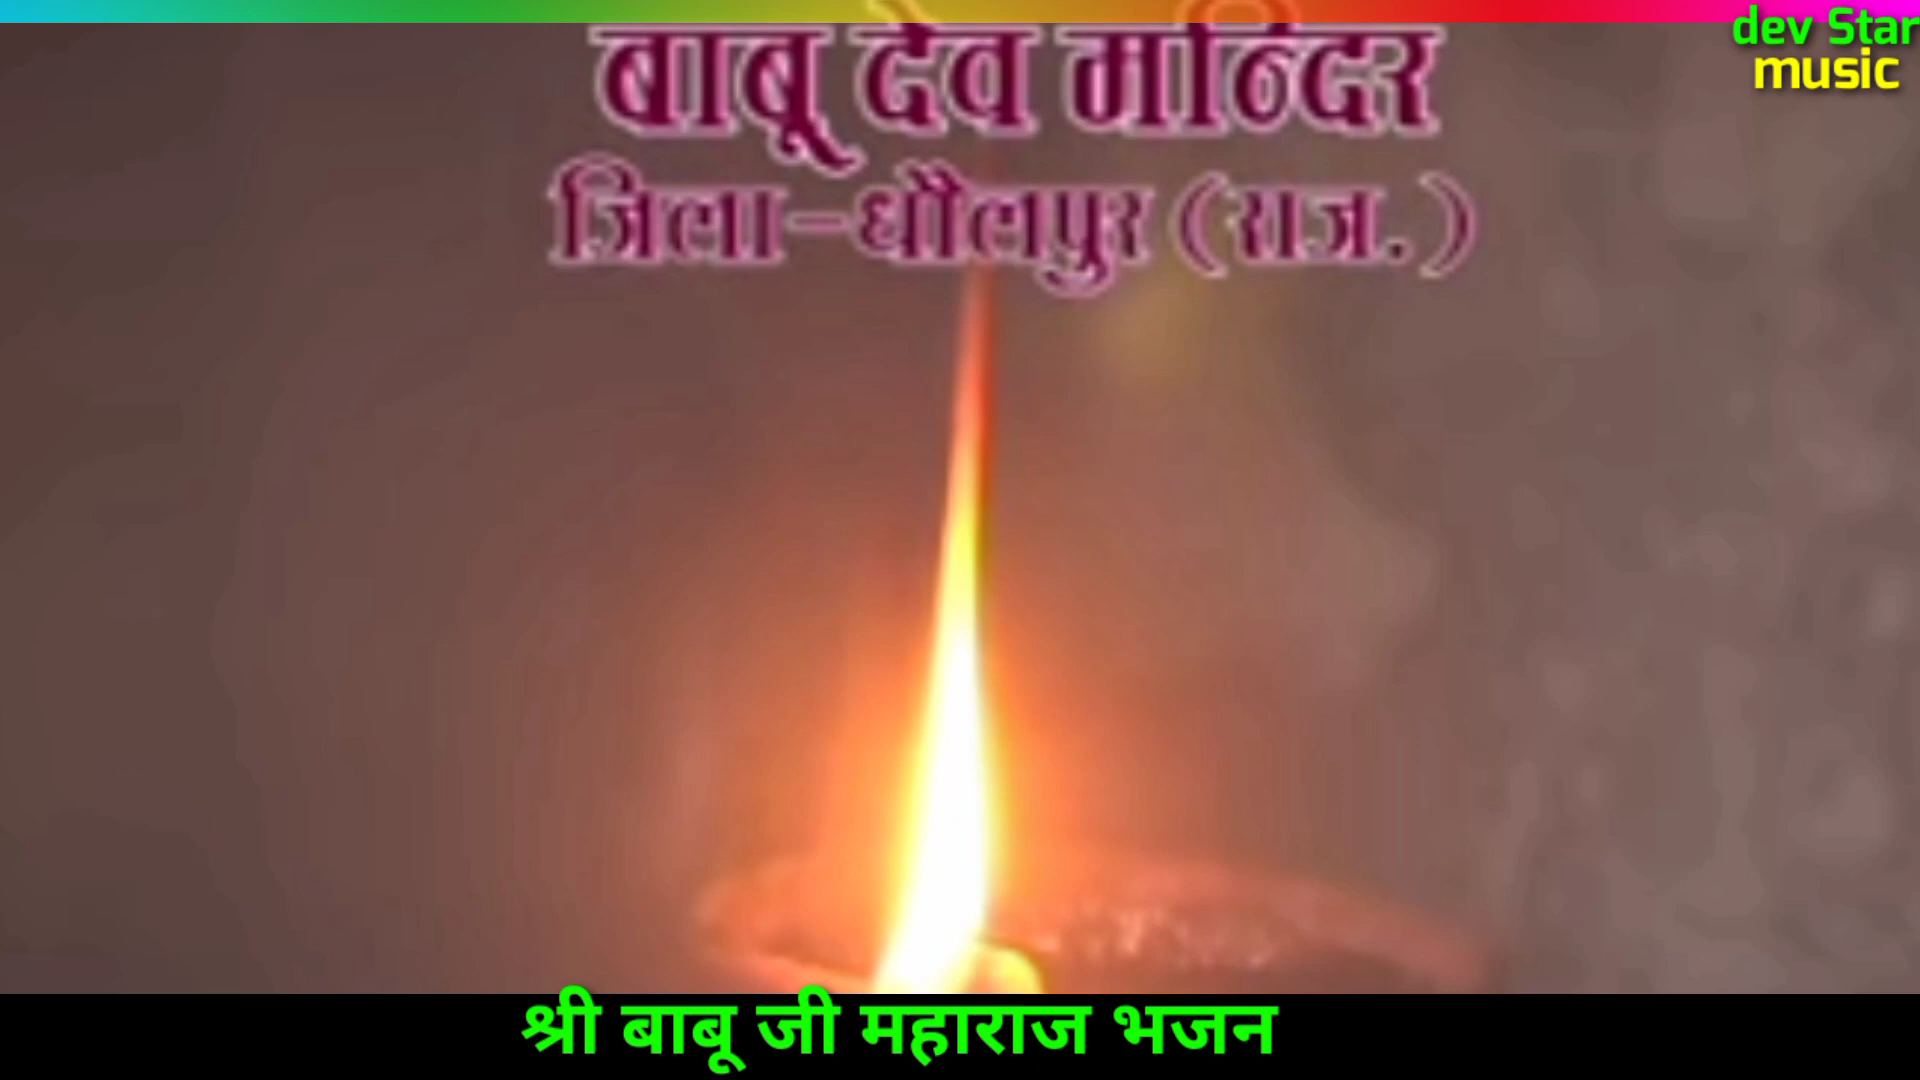 बाबू देव मन्दिर
जिला-धौलपुर (राज.)
dev Star
music
श्री बाबू जी महाराज भजन